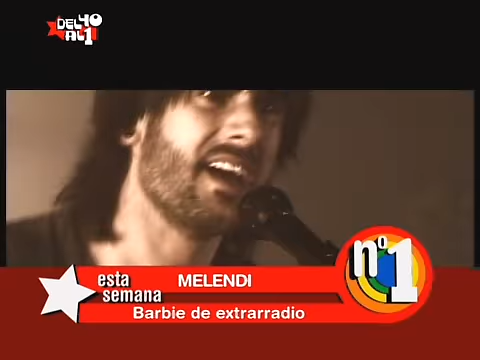 DEL 40
AL 1
esta
semana
MELENDI
Barbie de extrarradio
nº1